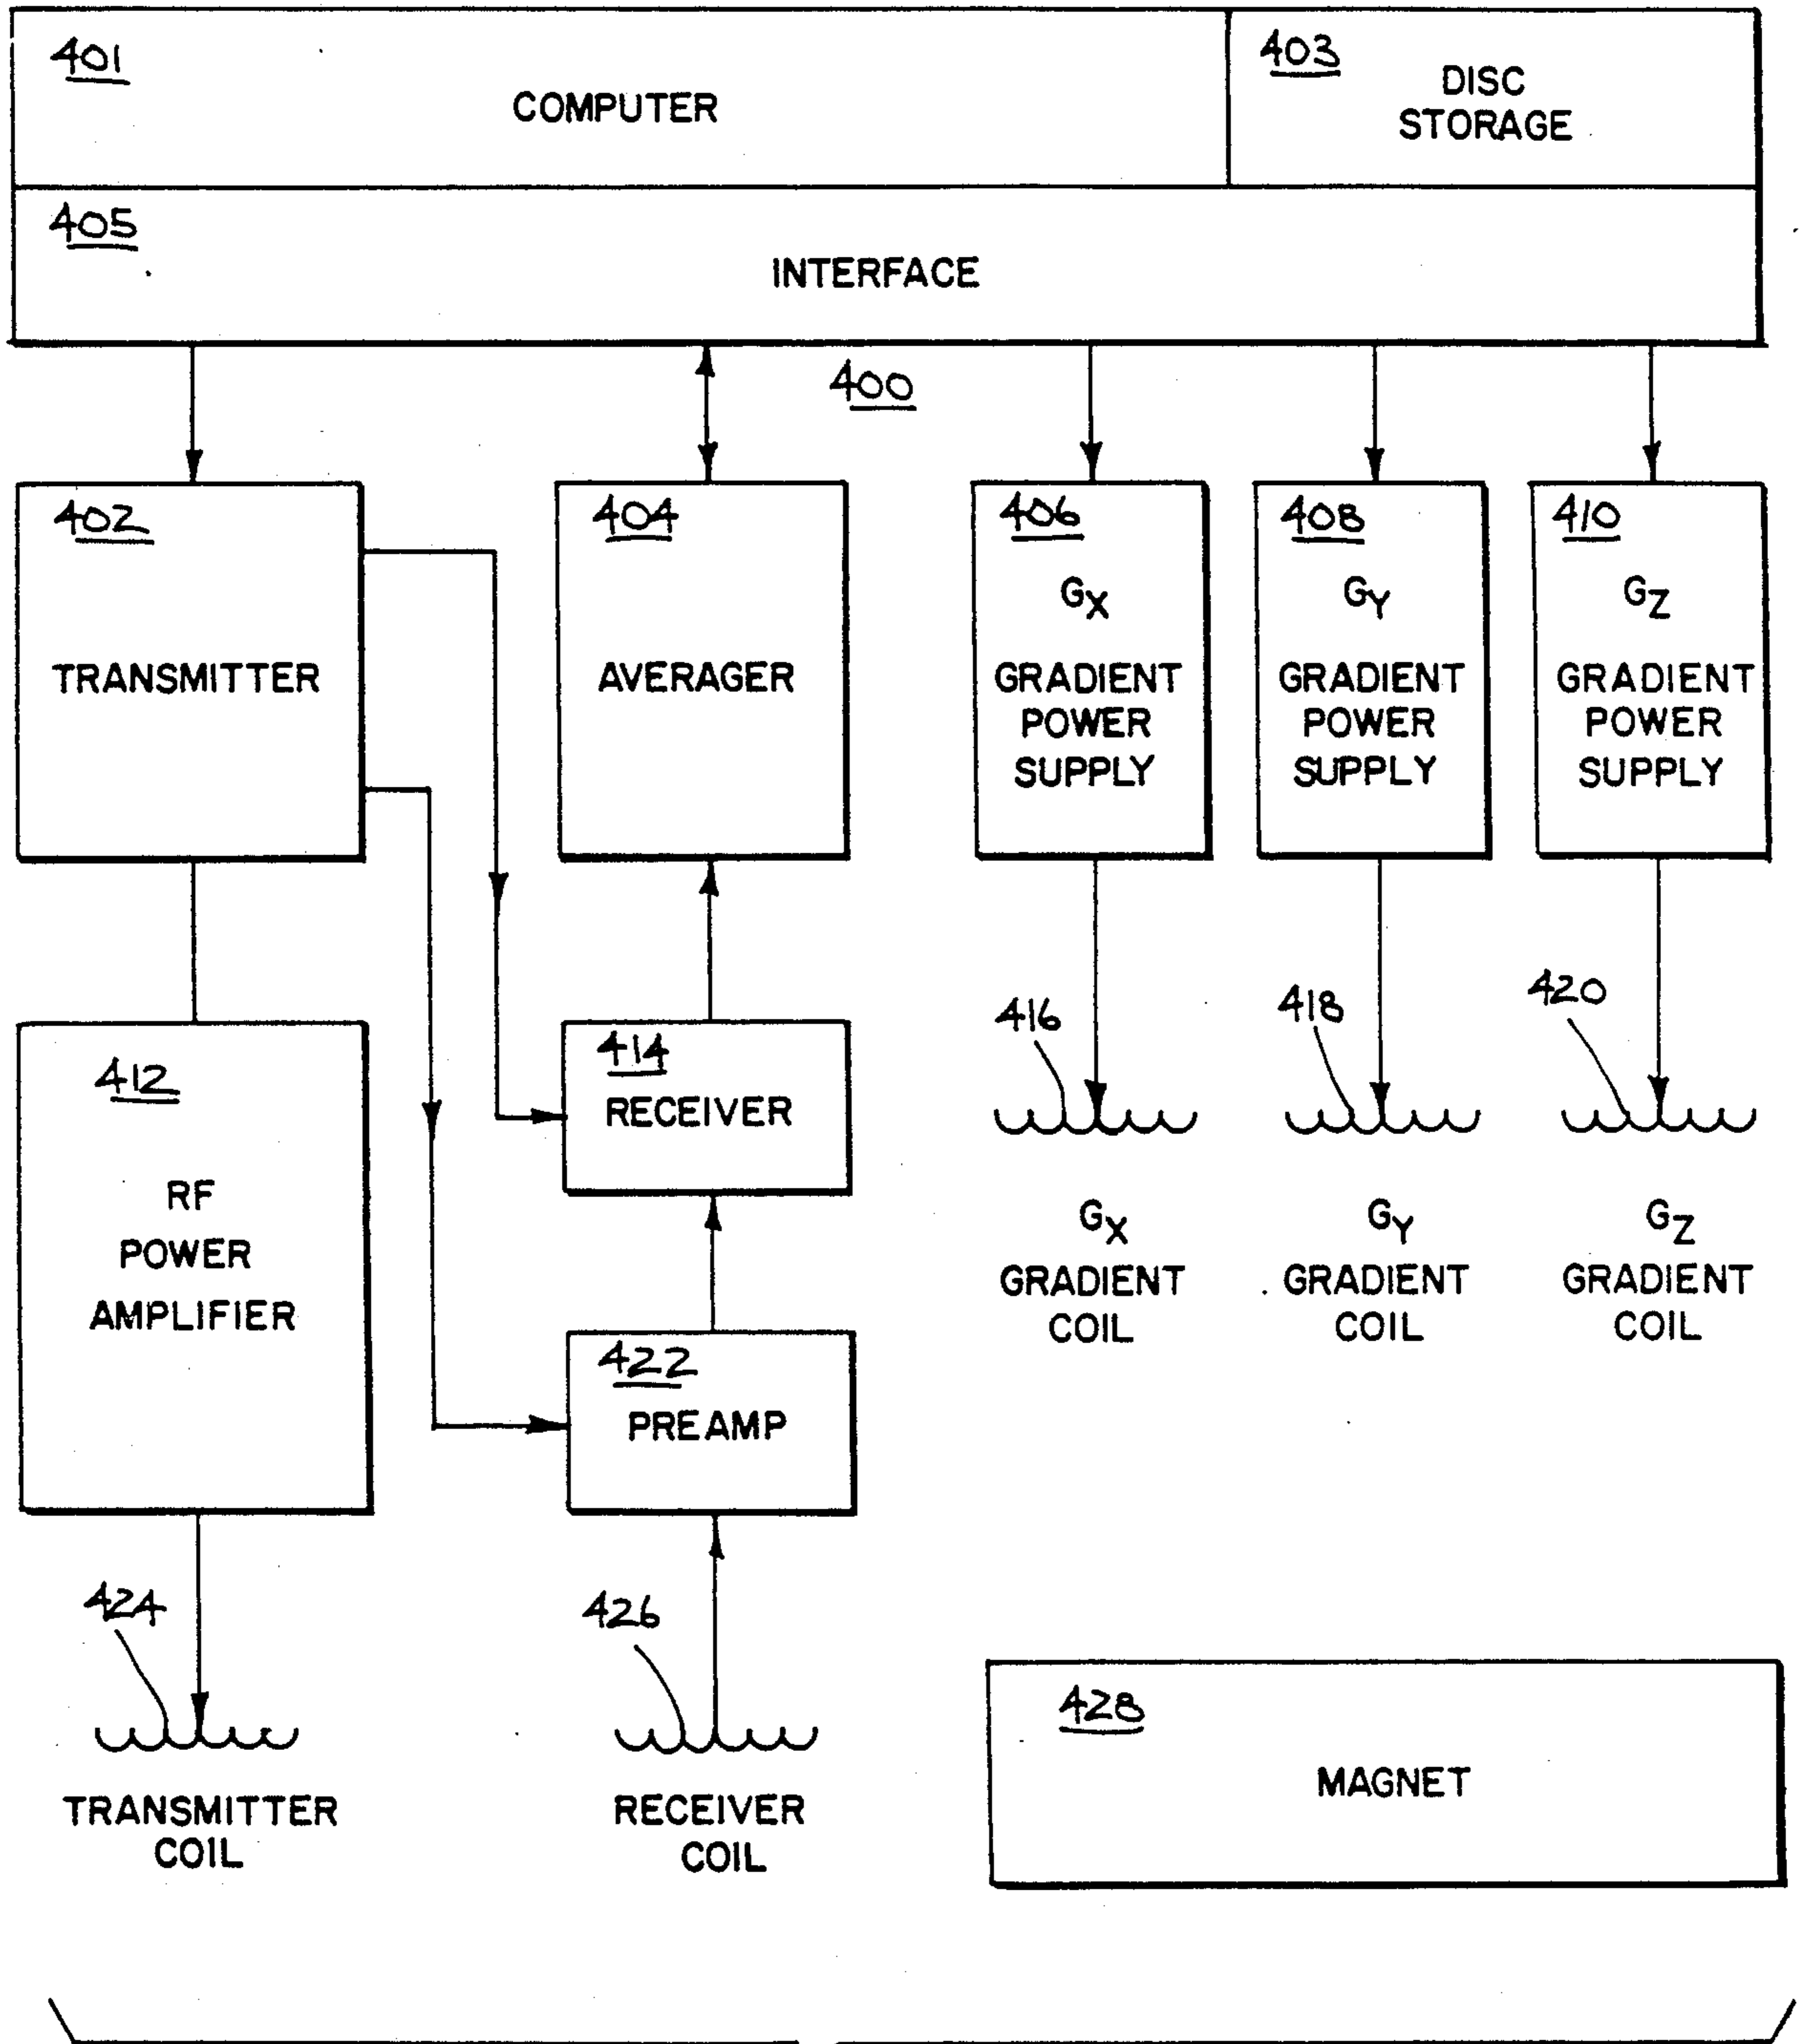 401
COMPUTER
403
DISC
STORAGE
405
INTERFACE
400
402
TRANSMITTER
404
AVERAGER
406
GX
GRADIENT
POWER
SUPPLY
408
GY
GRADIENT
POWER
SUPPLY
410
GZ
GRADIENT
POWER
SUPPLY
412
RF
POWER
AMPLIFIER
414
RECEIVER
416
GX
GRADIENT
COIL
418
GY
GRADIENT
COIL
420
GZ
GRADIENT
COIL
422
PREAMP
424
TRANSMITTER
COIL
426
RECEIVER
COIL
428
MAGNET